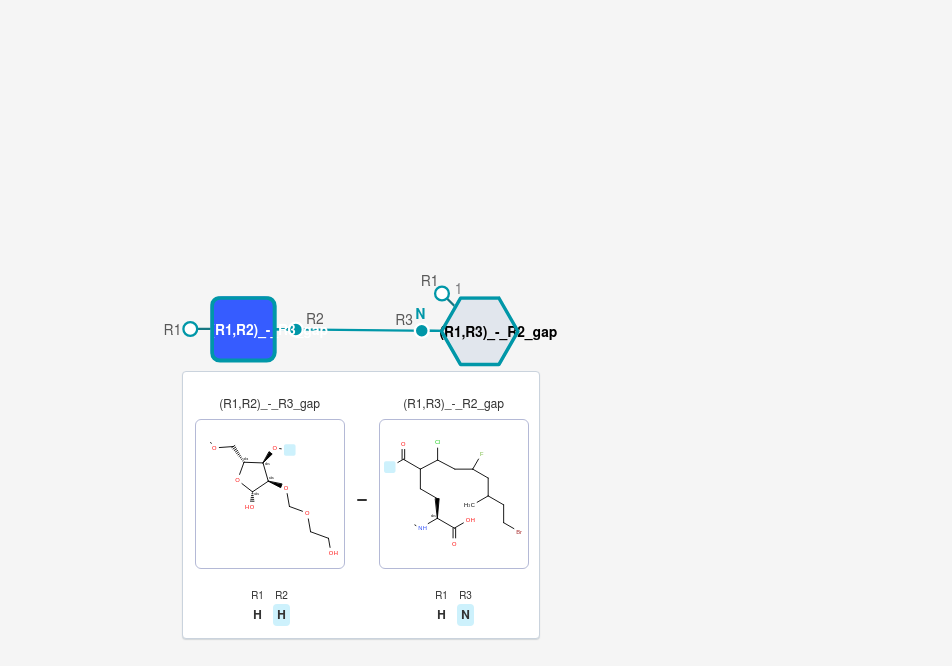 R1
1
N
R1
R2
R3
R1,R2)_-_R3_gap
(R1,R3)_-_R2_gap
(R1,R2)_-_R3_gap
(R1,R3)_-_R2_gap
O
O
O
HO
O
O
OH
O
Cl
F
H₃C
Br
NH
OH
O
–
R1 R2
H H
R1 R3
H N